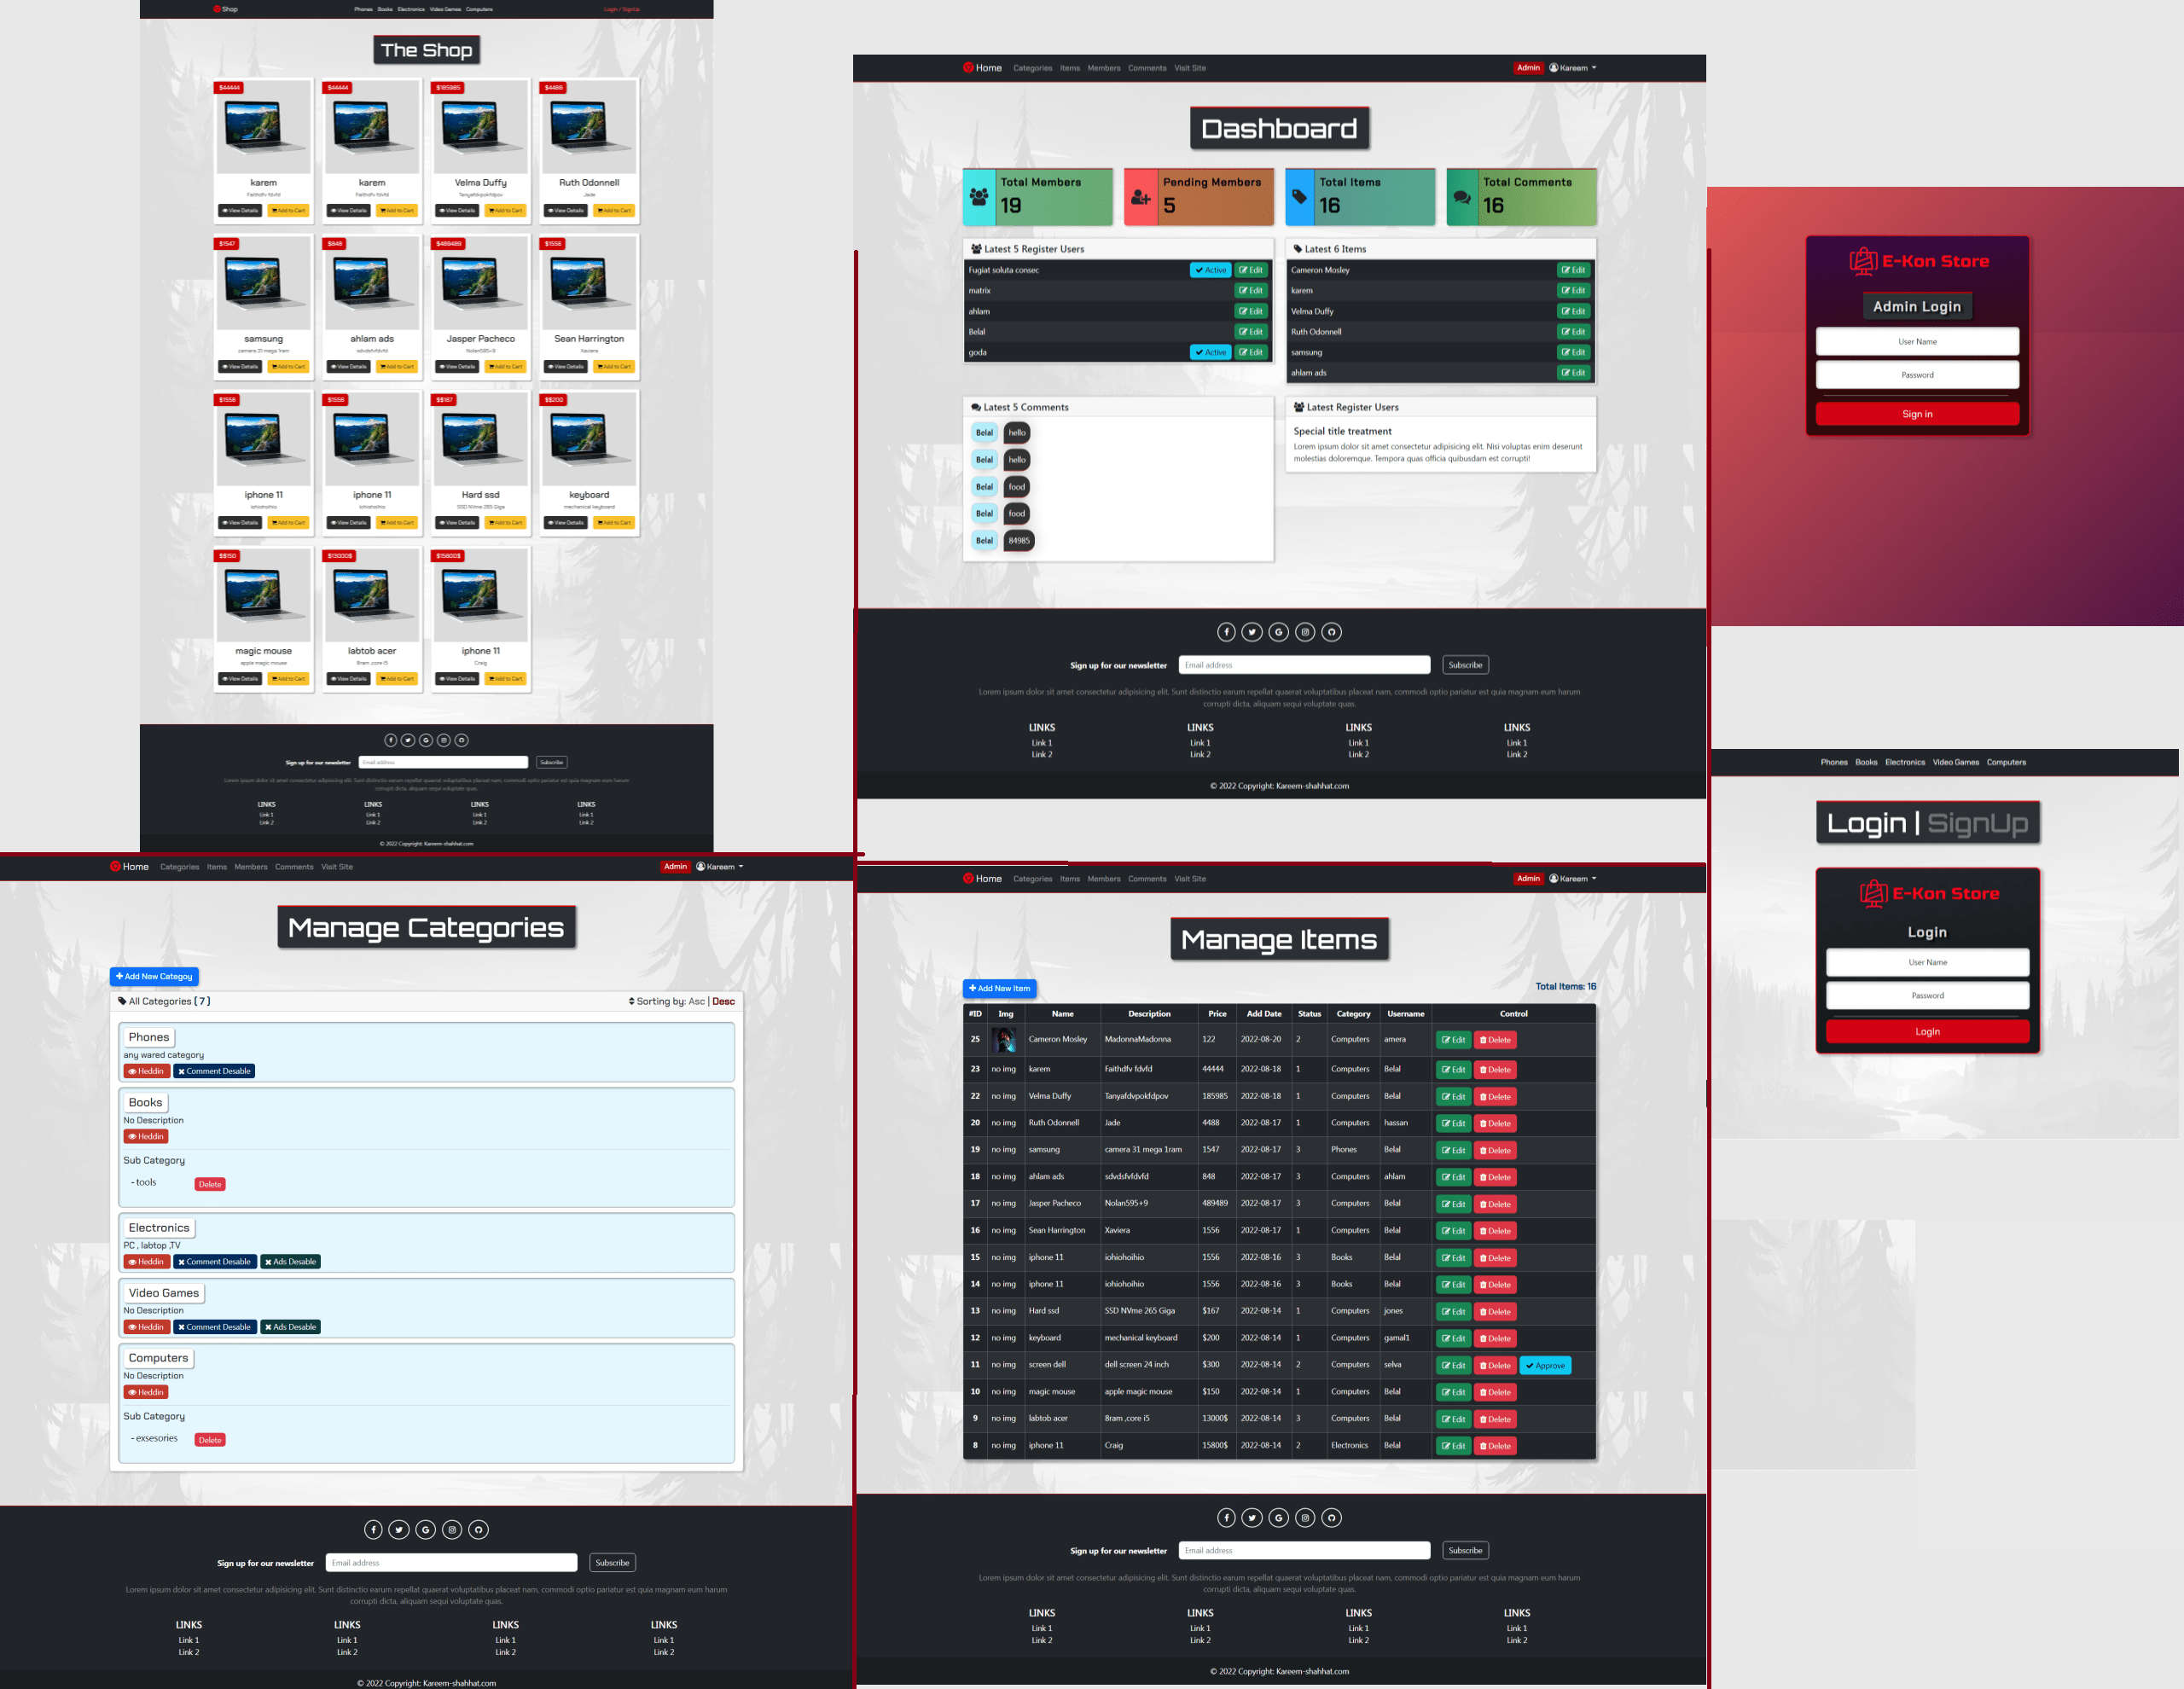 Shop
Phones Books Electronics Video Games Computers
Login / SignUp
The Shop
$44444
$44444
$185985
$4488
karem
karem
Velma Duffy
Ruth Odonnell
Faithdfv fdvfd
Faithdfv fdvfd
Tanyafdvpokfdpov
Jade
View Details Add to Cart
View Details Add to Cart
View Details Add to Cart
View Details Add to Cart
$1547
$848
$489489
$1556
samsung
ahlam ads
Jasper Pacheco
Sean Harrington
camera 31 mega 1ram
sdvdsfvfdvfd
Nolan595+9
Xaviera
View Details Add to Cart
View Details Add to Cart
View Details Add to Cart
View Details Add to Cart
$1556
$1556
$$167
$$200
iphone 11
iphone 11
Hard ssd
keyboard
iohiohoihio
iohiohoihio
SSD NVme 265 Giga
mechanical keyboard
View Details Add to Cart
View Details Add to Cart
View Details Add to Cart
View Details Add to Cart
$$150
$13000$
$15800$
magic mouse
labtob acer
iphone 11
apple magic mouse
8ram ,core i5
Craig
View Details Add to Cart
View Details Add to Cart
View Details Add to Cart
Sign up for our newsletter Email address Subscribe
Lorem ipsum dolor sit amet consectetur adipisicing elit. Sunt distinctio earum repellat quaerat voluptatibus placeat nam, commodi optio pariatur est quia magnam eum harum
corrupti dicta, aliquam sequi voluptate quas.
LINKS LINKS LINKS LINKS
Link 1 Link 1 Link 1 Link 1
Link 2 Link 2 Link 2 Link 2
© 2022 Copyright: Kareem-shahhat.com
Home Categories Items Members Comments Visit Site
Admin Kareem
Dashboard
Total Members
19
Pending Members
5
Total Items
16
Total Comments
16
Latest 5 Register Users
Fugiat soluta consec Active Edit
matrix Edit
ahlam Edit
Belal Edit
goda Active Edit
Latest 6 Items
Cameron Mosley Edit
karem Edit
Velma Duffy Edit
Ruth Odonnell Edit
samsung Edit
ahlam ads Edit
Latest 5 Comments
Belal hello
Belal hello
Belal food
Belal food
Belal 84985
Latest Register Users
Special title treatment
Lorem ipsum dolor sit amet consectetur adipisicing elit. Nisi voluptas enim deserunt
molestias doloremque. Tempora quas officia quibusdam est corrupti!
Sign up for our newsletter Email address Subscribe
Lorem ipsum dolor sit amet consectetur adipisicing elit. Sunt distinctio earum repellat quaerat voluptatibus placeat nam, commodi optio pariatur est quia magnam eum harum
corrupti dicta, aliquam sequi voluptate quas.
LINKS LINKS LINKS LINKS
Link 1 Link 1 Link 1 Link 1
Link 2 Link 2 Link 2 Link 2
© 2022 Copyright: Kareem-shahhat.com
E-Kon Store
Admin Login
User Name
Password
Sign in
Phones Books Electronics Video Games Computers
Login | SignUp
E-Kon Store
Login
User Name
Password
Login
Home Categories Items Members Comments Visit Site
Admin Kareem
Manage Categories
Add New Categoy
All Categories ( 7 )
Sorting by: Asc | Desc
Phones
any wared category
Heddin Comment Desable
Books
No Description
Heddin
Sub Category
- tools Delete
Electronics
PC , labtop ,TV
Heddin Comment Desable Ads Desable
Video Games
No Description
Heddin Comment Desable Ads Desable
Computers
No Description
Heddin
Sub Category
- exsesories Delete
Sign up for our newsletter Email address Subscribe
Lorem ipsum dolor sit amet consectetur adipisicing elit. Sunt distinctio earum repellat quaerat voluptatibus placeat nam, commodi optio pariatur est quia magnam eum harum
corrupti dicta, aliquam sequi voluptate quas.
LINKS LINKS LINKS LINKS
Link 1 Link 1 Link 1 Link 1
Link 2 Link 2 Link 2 Link 2
© 2022 Copyright: Kareem-shahhat.com
Home Categories Items Members Comments Visit Site
Admin Kareem
Manage Items
Add New Item
Total Items: 16
#ID Img Name Description Price Add Date Status Category Username Control
25 Cameron Mosley MadonnaMadonna 122 2022-08-20 2 Computers amera Edit Delete
23 no img karem Faithdfv fdvfd 44444 2022-08-18 1 Computers Belal Edit Delete
22 no img Velma Duffy Tanyafdvpokfdpov 185985 2022-08-18 1 Computers Belal Edit Delete
20 no img Ruth Odonnell Jade 4488 2022-08-17 1 Computers hassan Edit Delete
19 no img samsung camera 31 mega 1ram 1547 2022-08-17 3 Phones Belal Edit Delete
18 no img ahlam ads sdvdsfvfdvfd 848 2022-08-17 3 Computers ahlam Edit Delete
17 no img Jasper Pacheco Nolan595+9 489489 2022-08-17 3 Computers Belal Edit Delete
16 no img Sean Harrington Xaviera 1556 2022-08-17 1 Computers Belal Edit Delete
15 no img iphone 11 iohiohoihio 1556 2022-08-16 3 Books Belal Edit Delete
14 no img iphone 11 iohiohoihio 1556 2022-08-16 3 Books Belal Edit Delete
13 no img Hard ssd SSD NVme 265 Giga $167 2022-08-14 1 Computers jones Edit Delete
12 no img keyboard mechanical keyboard $200 2022-08-14 1 Computers gamal1 Edit Delete
11 no img screen dell dell screen 24 inch $300 2022-08-14 2 Computers selva Edit Delete Approve
10 no img magic mouse apple magic mouse $150 2022-08-14 1 Computers Belal Edit Delete
9 no img labtob acer 8ram ,core i5 13000$ 2022-08-14 3 Computers Belal Edit Delete
8 no img iphone 11 Craig 15800$ 2022-08-14 2 Electronics Belal Edit Delete
Sign up for our newsletter Email address Subscribe
Lorem ipsum dolor sit amet consectetur adipisicing elit. Sunt distinctio earum repellat quaerat voluptatibus placeat nam, commodi optio pariatur est quia magnam eum harum
corrupti dicta, aliquam sequi voluptate quas.
LINKS LINKS LINKS LINKS
Link 1 Link 1 Link 1 Link 1
Link 2 Link 2 Link 2 Link 2
© 2022 Copyright: Kareem-shahhat.com